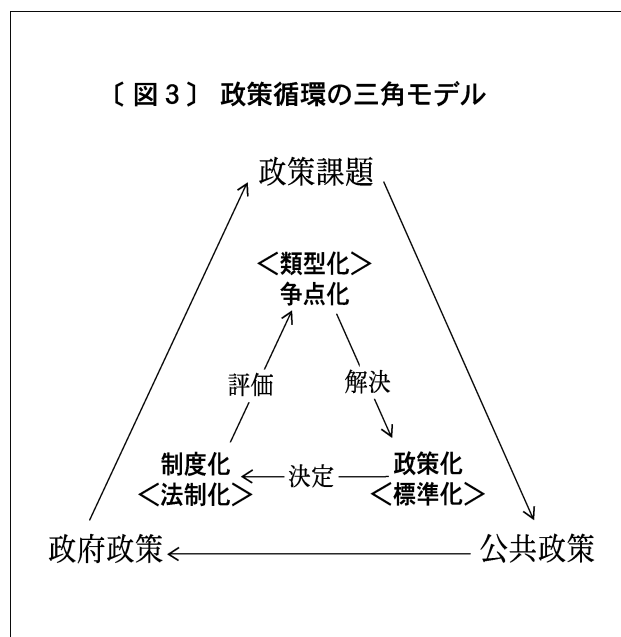 〔 図 3 〕 政策循環の三角モデル
政策課題
＜類型化＞
争点化
評価
解決
制度化
＜法制化＞
決定
政策化
＜標準化＞
政府政策
公共政策